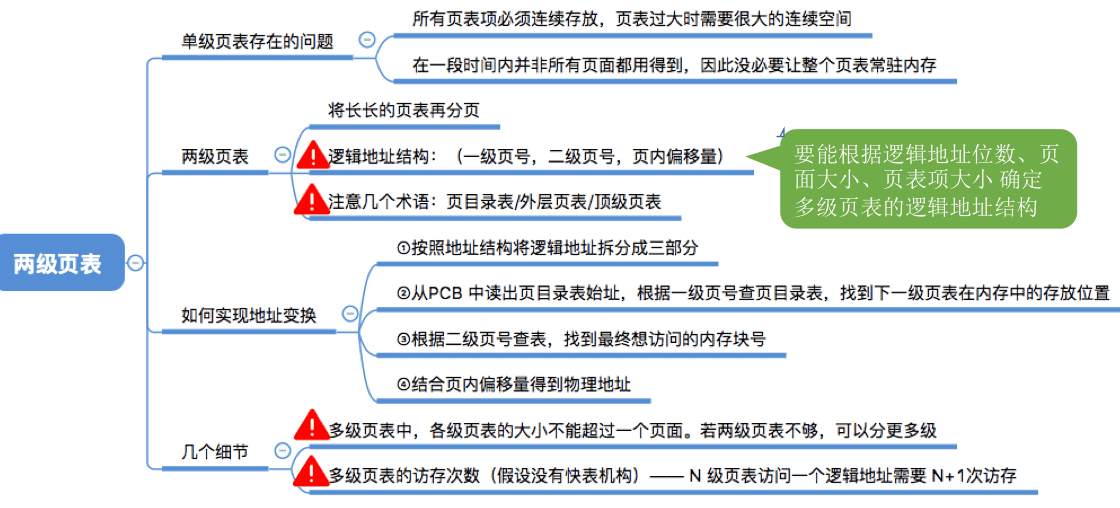 两级页表
单级页表存在的问题
所有页表项必须连续存放，页表过大时需要很大的连续空间
在一段时间内并非所有页面都用得到，因此没必要让整个页表常驻内存
两级页表
将长长的页表再分页
逻辑地址结构：（一级页号，二级页号，页内偏移量）
要能根据逻辑地址位数、页
面大小、页表项大小 确定
多级页表的逻辑地址结构
注意几个术语：页目录表/外层页表/顶级页表
如何实现地址变换
①按照地址结构将逻辑地址拆分成三部分
②从PCB 中读出页目录表始址，根据一级页号查页目录表，找到下一级页表在内存中的存放位置
③根据二级页号查表，找到最终想访问的内存块号
④结合页内偏移量得到物理地址
几个细节
多级页表中，各级页表的大小不能超过一个页面。若两级页表不够，可以分更多级
多级页表的访存次数（假设没有快表机构）—— N 级页表访问一个逻辑地址需要 N+1次访存